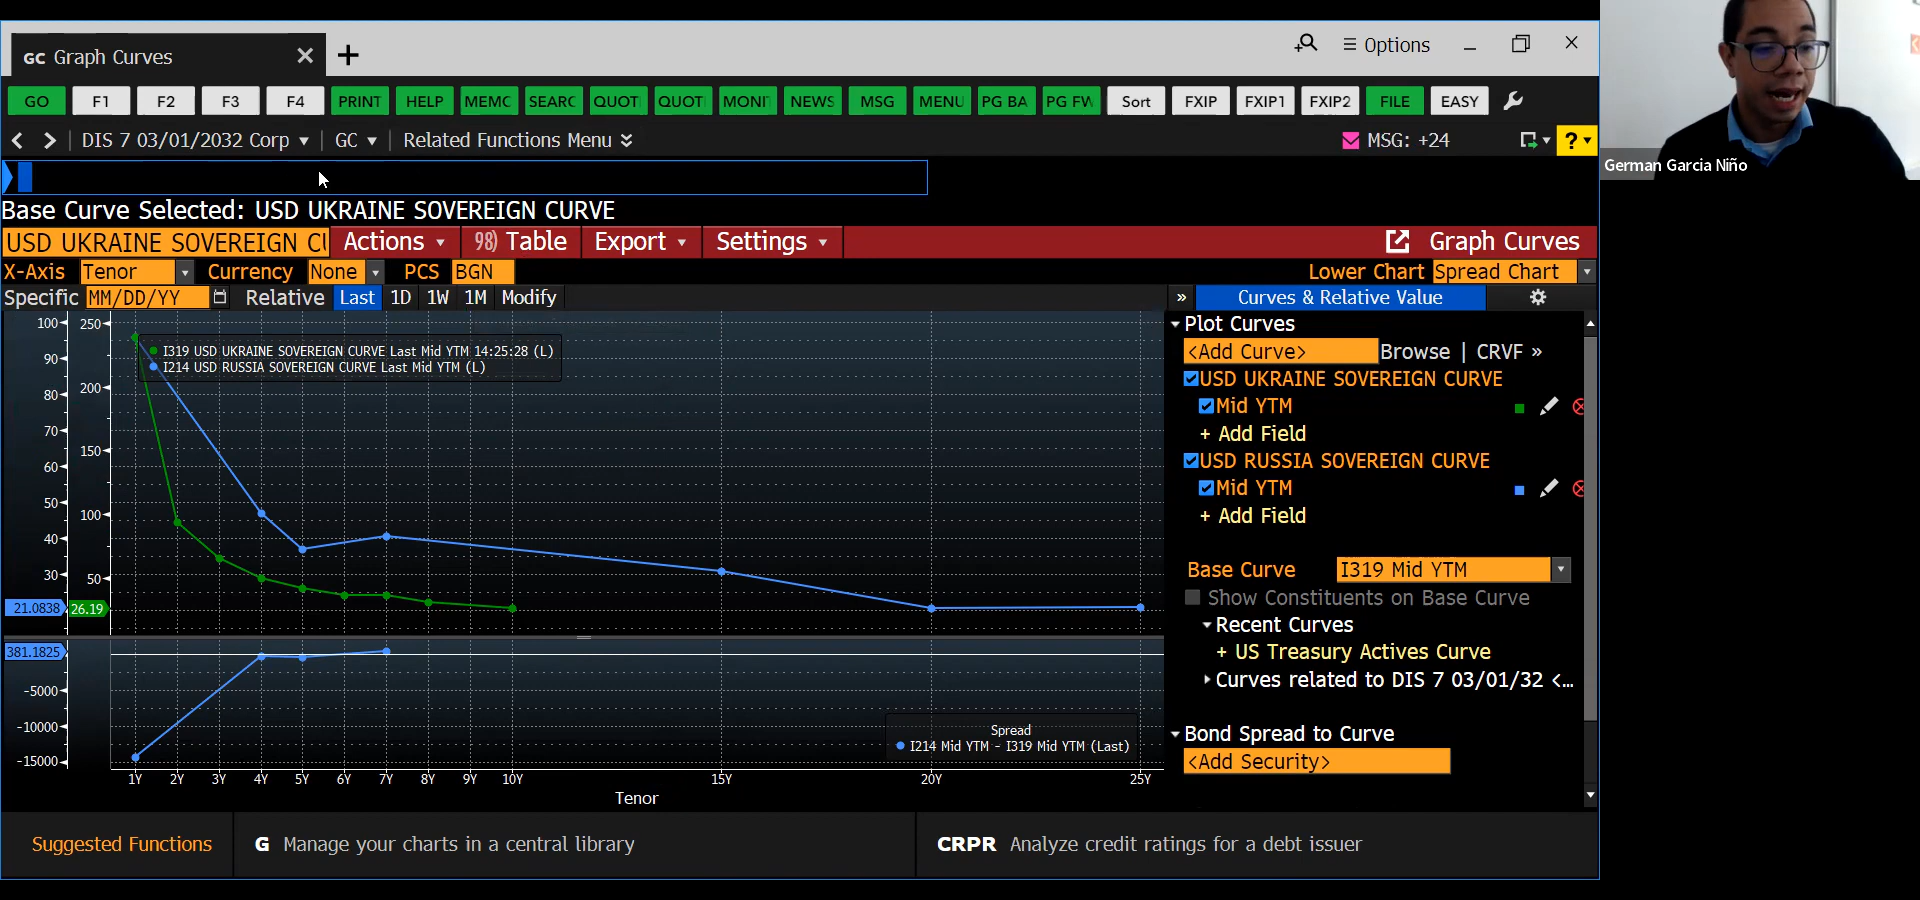 GC Graph Curves
Options
GO F1 F2 F3 F4 PRINT HELP MEMC SEARC QUOT QUOT MONI NEWS MSG MENU PG BA PG FW Sort FXIP FXIP1 FXIP2 FILE EASY
DIS 7 03/01/2032 Corp GC Related Functions Menu MSG: +24 ?
German Garcia Niño
Base Curve Selected: USD UKRAINE SOVEREIGN CURVE
USD UKRAINE SOVEREIGN CU Actions 98) Table Export Settings Graph Curves
X-Axis Tenor Currency None PCS BGN Lower Chart Spread Chart
Specific MM/DD/YY Relative Last 1D 1W 1M Modify » Curves & Relative Value
100 250
90
80 200
70
60 150
50
40 100
30 50
21.0838 26.19
I319 USD UKRAINE SOVEREIGN CURVE Last Mid YTM 14:25:28 (L)
I214 USD RUSSIA SOVEREIGN CURVE Last Mid YTM (L)
381.1825
-5000
-10000
-15000
Spread
I214 Mid YTM - I319 Mid YTM (Last)
1Y 2Y 3Y 4Y 5Y 6Y 7Y 8Y 9Y 10Y 15Y 20Y 25Y
Tenor
Plot Curves
<Add Curve> Browse | CRVF »
USD UKRAINE SOVEREIGN CURVE
Mid YTM
+ Add Field
USD RUSSIA SOVEREIGN CURVE
Mid YTM
+ Add Field
Base Curve I319 Mid YTM
Show Constituents on Base Curve
Recent Curves
+ US Treasury Actives Curve
Curves related to DIS 7 03/01/32 <...
Bond Spread to Curve
<Add Security>
Suggested Functions G Manage your charts in a central library CRPR Analyze credit ratings for a debt issuer